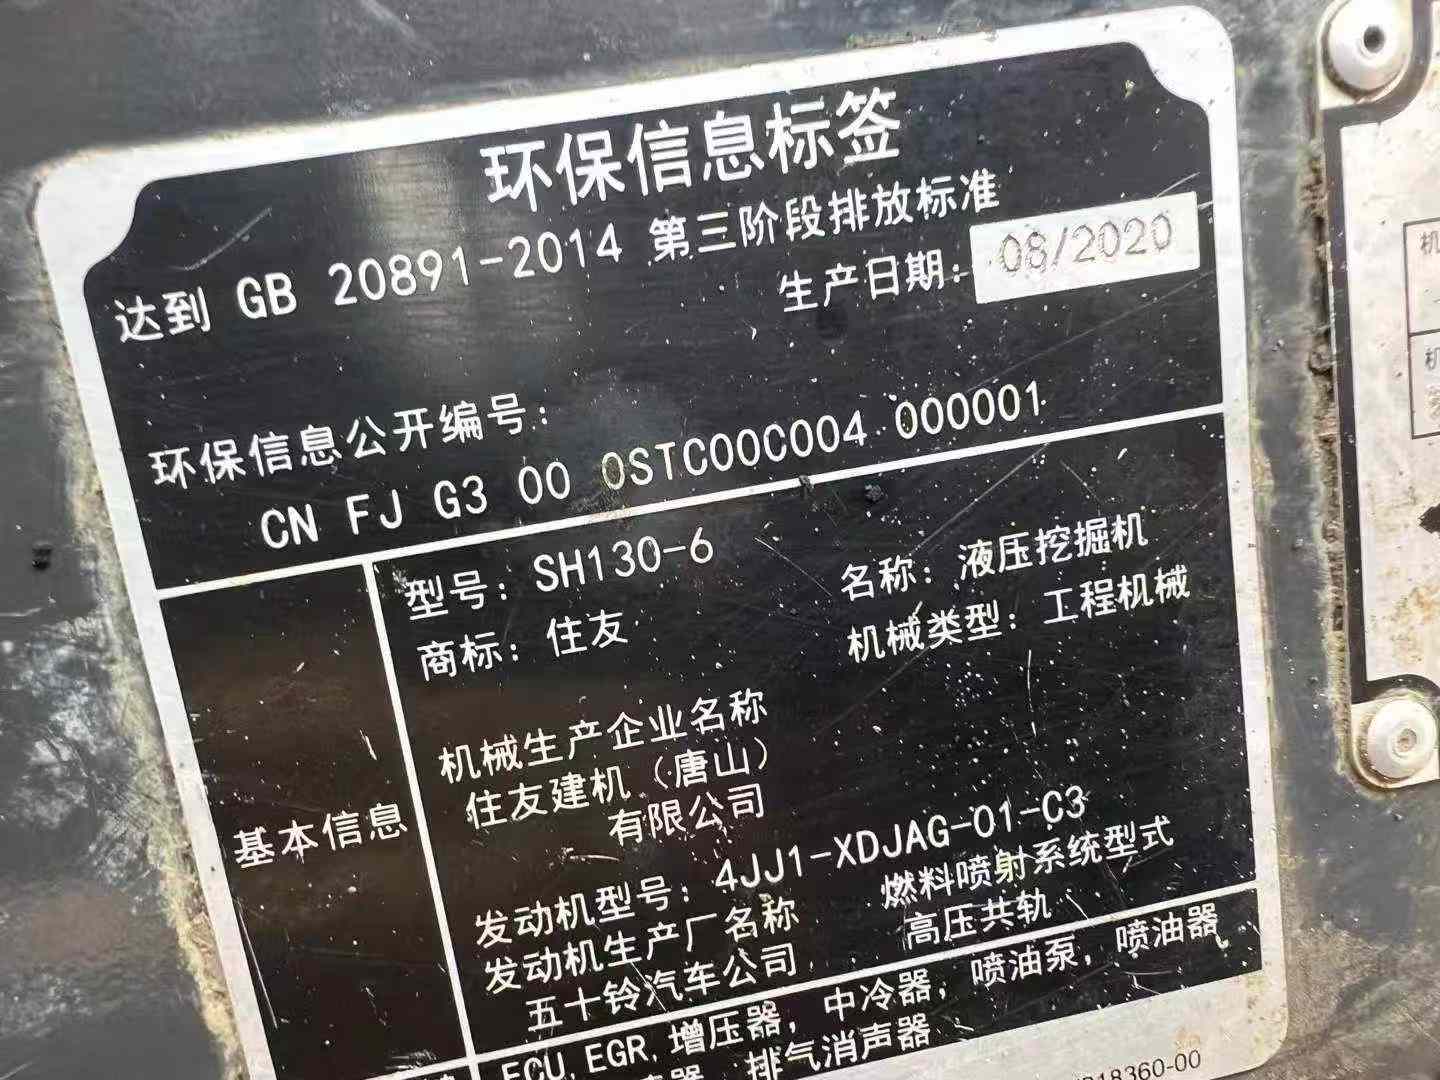 环保信息标签
达到 GB 20891-2014 第三阶段排放标准
生产日期: 08/2020
环保信息公开编号:
CN FJ G3 00 0STC00C004 000001
基本信息
型号: SH130-6
名称: 液压挖掘机
商标: 住友
机械类型: 工程机械
机械生产企业名称
住友建机（唐山）
有限公司
发动机型号: 4JJ1-XDJAG-01-C3
发动机生产厂名称
五十铃汽车公司
燃料喷射系统型式
高压共轨
ECU, EGR, 增压器, 中冷器, 喷油泵, 喷油器
排气消声器
18360-00
机
机